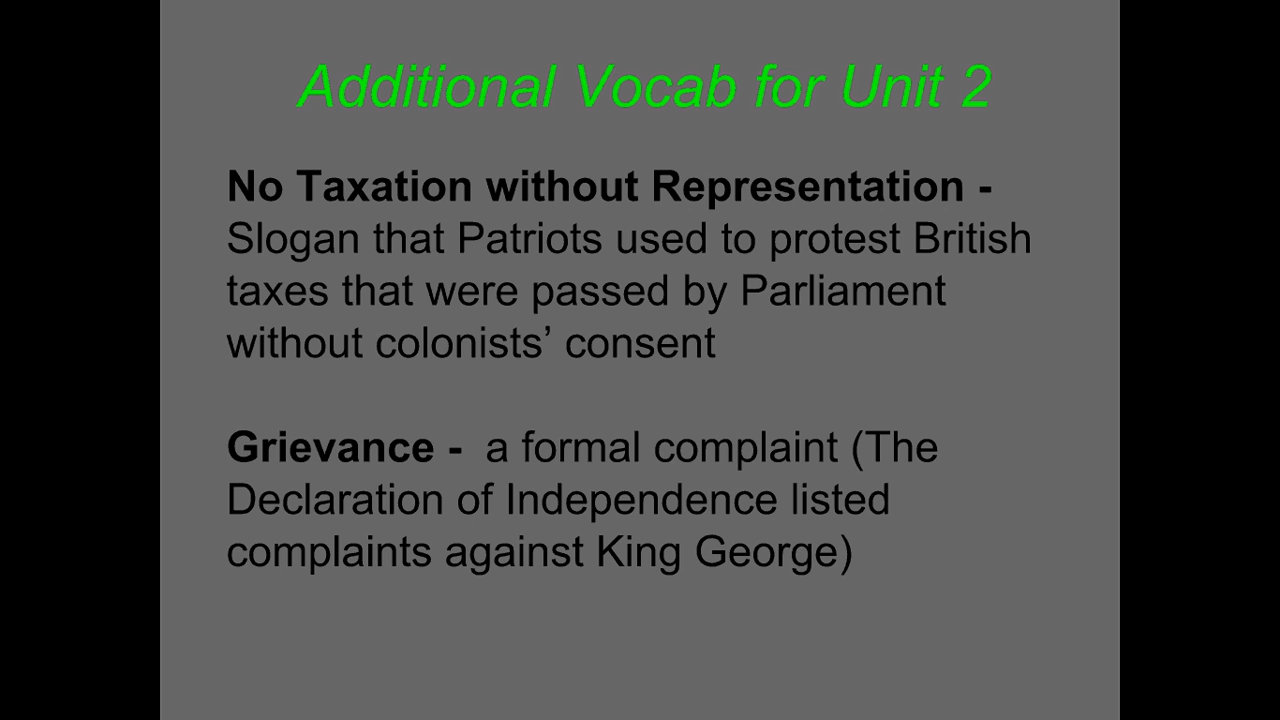 Additional Vocab for Unit 2
No Taxation without Representation -
Slogan that Patriots used to protest British
taxes that were passed by Parliament
without colonists’ consent
Grievance -  a formal complaint (The
Declaration of Independence listed
complaints against King George)